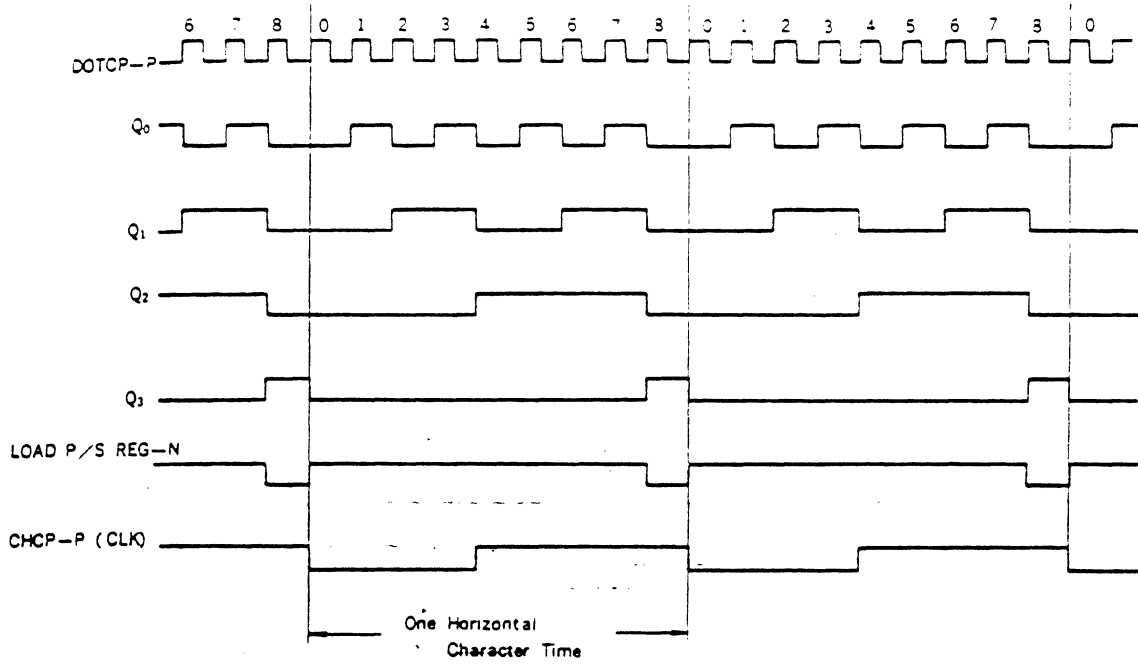 6 7 8 0 1 2 3 4 5 6 7 8 0 1 2 3 4 5 6 7 8 0
DOTCP-P
Q₀
Q₁
Q₂
Q₃
LOAD P/S REG-N
CHCP-P (CLK)
One Horizontal
Character Time